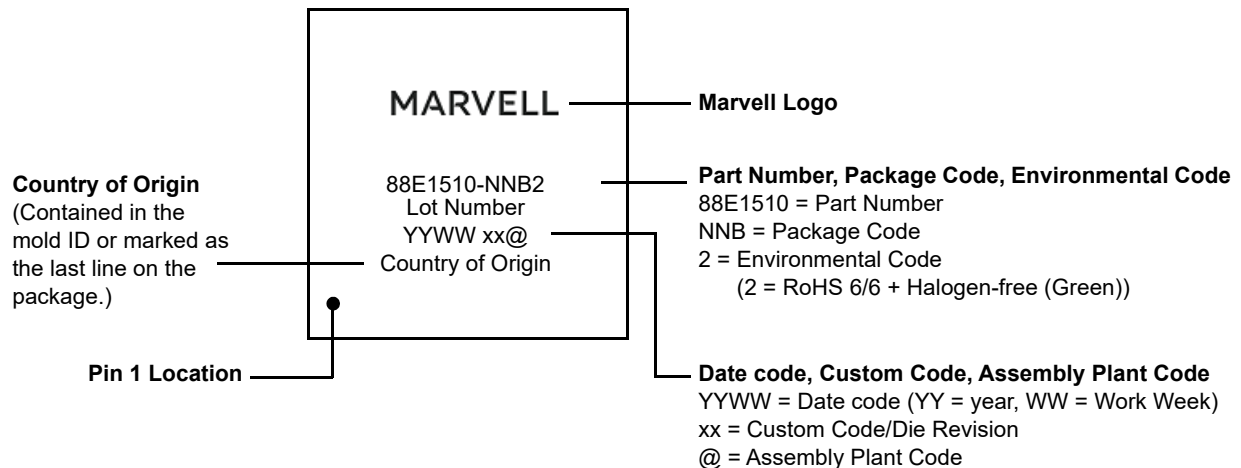 MARVELL
Marvell Logo
Country of Origin
(Contained in the
mold ID or marked as
the last line on the
package.)
88E1510-NNB2
Lot Number
YYWW xx@
Country of Origin
Part Number, Package Code, Environmental Code
88E1510 = Part Number
NNB = Package Code
2 = Environmental Code
(2 = RoHS 6/6 + Halogen-free (Green))
Pin 1 Location
Date code, Custom Code, Assembly Plant Code
YYWW = Date code (YY = year, WW = Work Week)
xx = Custom Code/Die Revision
@ = Assembly Plant Code